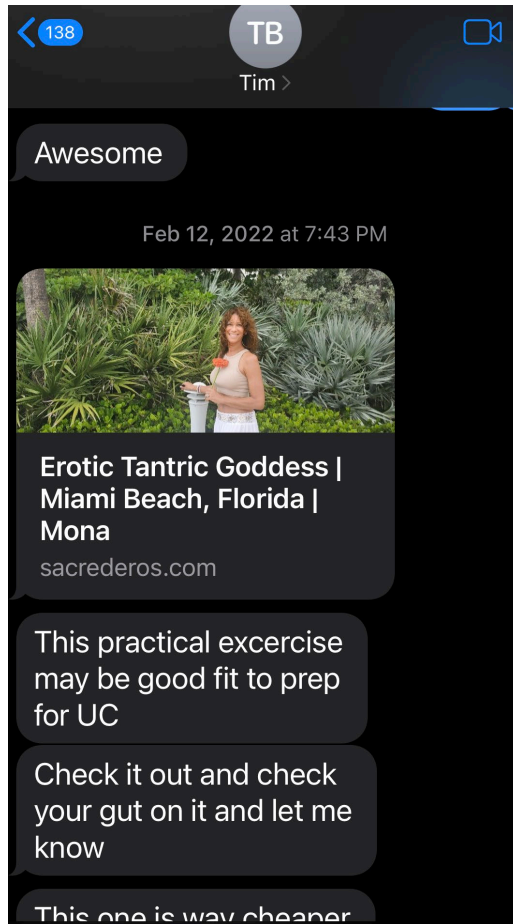 138
TB
Tim
Awesome
Feb 12, 2022 at 7:43 PM
Erotic Tantric Goddess |
Miami Beach, Florida |
Mona
sacrederos.com
This practical excercise
may be good fit to prep
for UC
Check it out and check
your gut on it and let me
know
This one is way cheaper